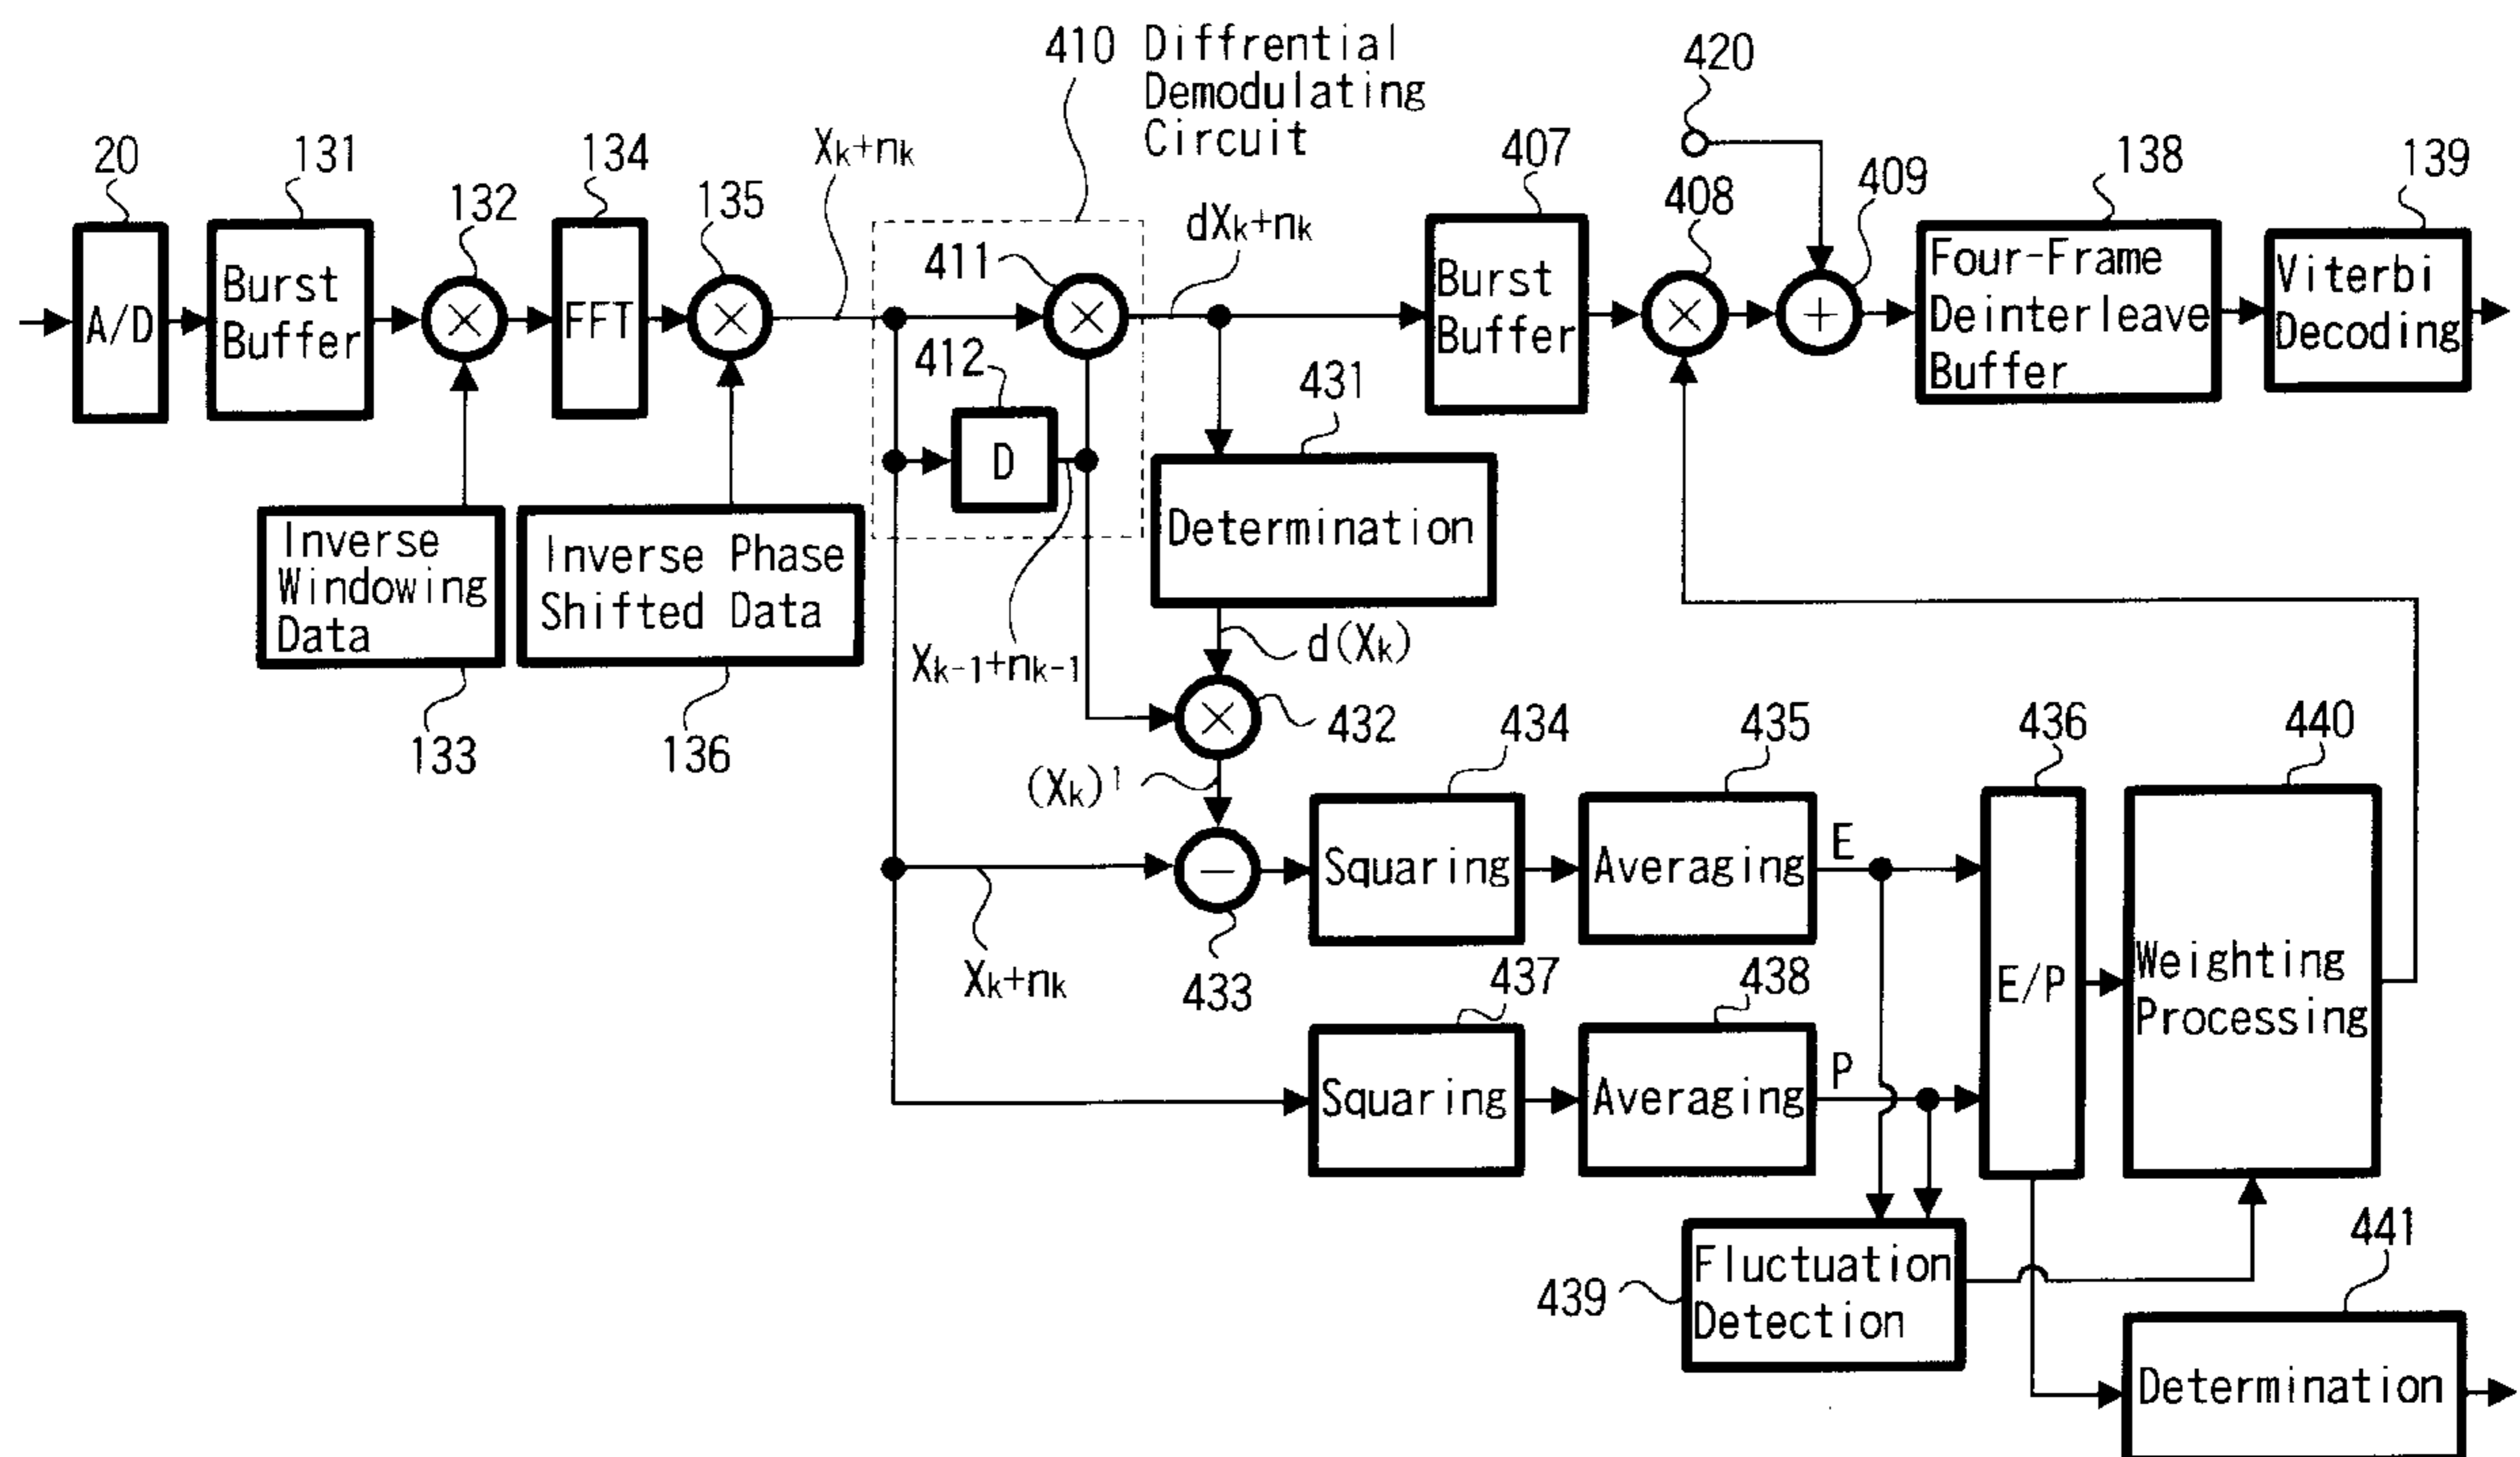 410 Diffrential
Demodulating
Circuit
420
20
131
132
134
135
Xk+nk
407
408
409
138
139
A/D
Burst
Buffer
×
FFT
×
411
×
dXk+nk
Burst
Buffer
×
+
Four-Frame
Deinterleave
Buffer
Viterbi
Decoding
412
D
431
Determination
Inverse
Windowing
Data
Inverse Phase
Shifted Data
133
136
Xk-1+nk-1
d(Xk)
×
432
(Xk)1
434
435
436
440
−
433
Xk+nk
Squaring
Averaging
E
E/P
Weighting
Processing
437
438
Squaring
Averaging
P
439
Fluctuation
Detection
441
Determination